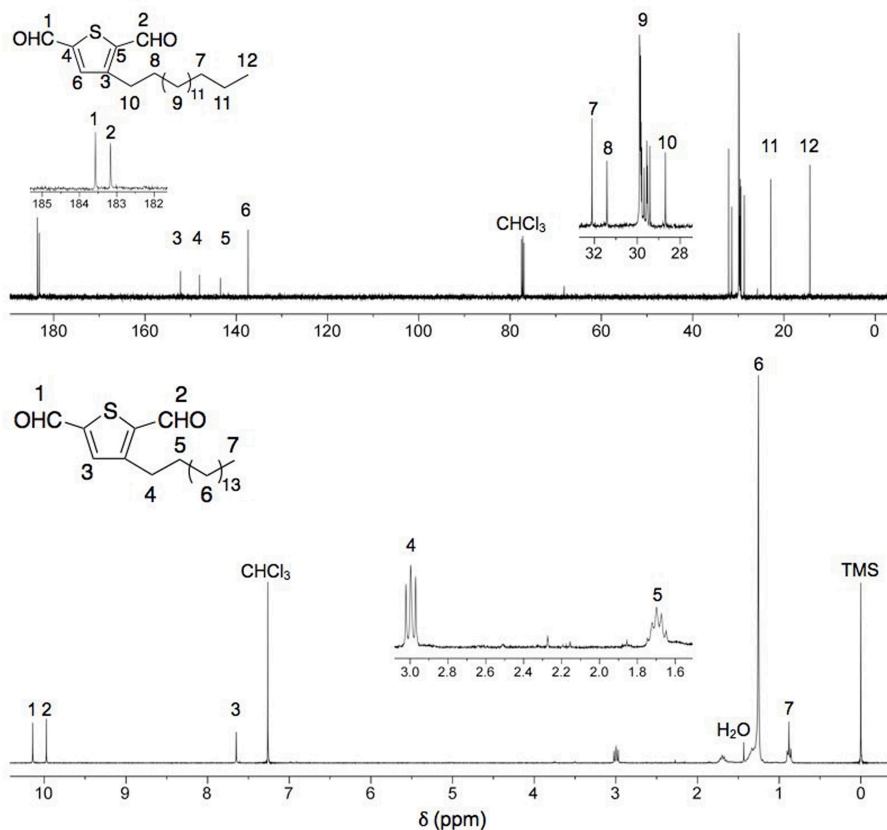 1 2
OHC S CHO
4 5
6 3 8 7 12
10 9 11 11
1 2
185 184 183 182
3 4 5 6
CHCl3
7 8 9 10
32 30 28
11 12
180 160 140 120 100 80 60 40 20 0
1 2
OHC S CHO
3 5 7
4 6 13
1 2 3
CHCl3
4 5
3.0 2.8 2.6 2.4 2.2 2.0 1.8 1.6
H2O
6
7
TMS
10 9 8 7 6 5 4 3 2 1 0
δ (ppm)